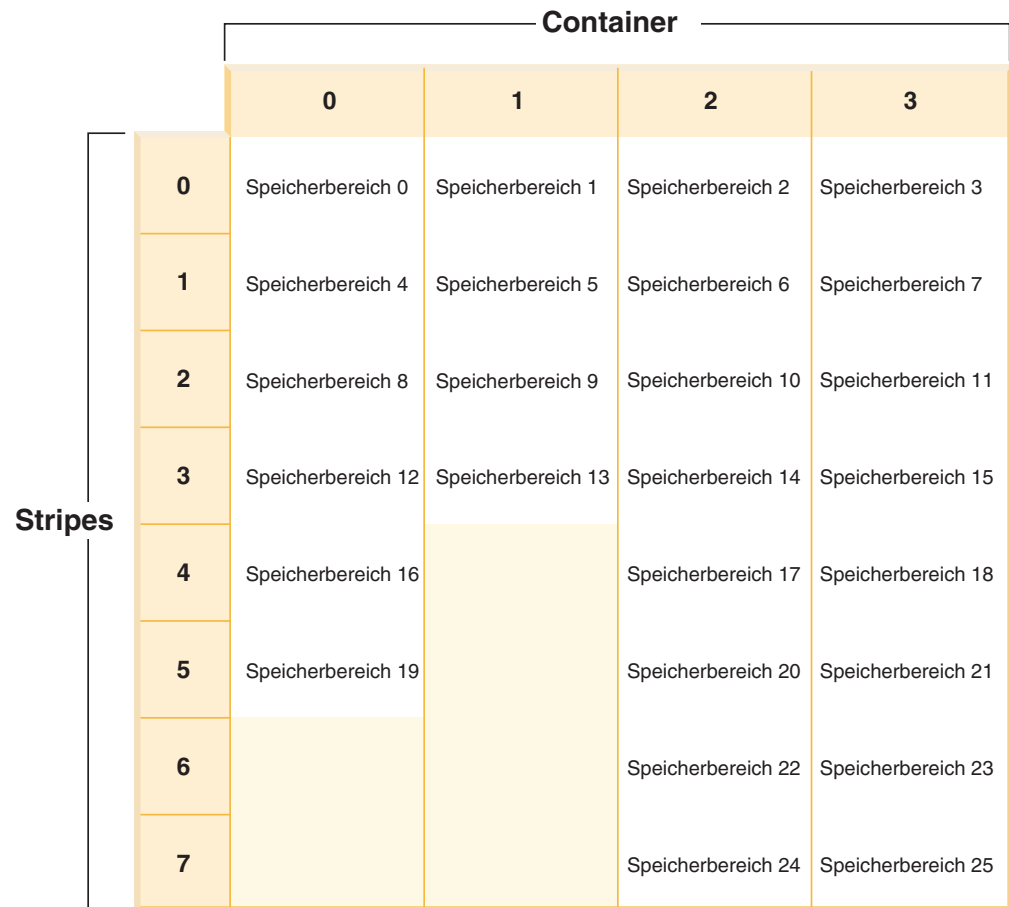 Container
0 1 2 3
0 Speicherbereich 0 Speicherbereich 1 Speicherbereich 2 Speicherbereich 3
1 Speicherbereich 4 Speicherbereich 5 Speicherbereich 6 Speicherbereich 7
2 Speicherbereich 8 Speicherbereich 9 Speicherbereich 10 Speicherbereich 11
3 Speicherbereich 12 Speicherbereich 13 Speicherbereich 14 Speicherbereich 15
Stripes
4 Speicherbereich 16 Speicherbereich 17 Speicherbereich 18
5 Speicherbereich 19 Speicherbereich 20 Speicherbereich 21
6 Speicherbereich 22 Speicherbereich 23
7 Speicherbereich 24 Speicherbereich 25